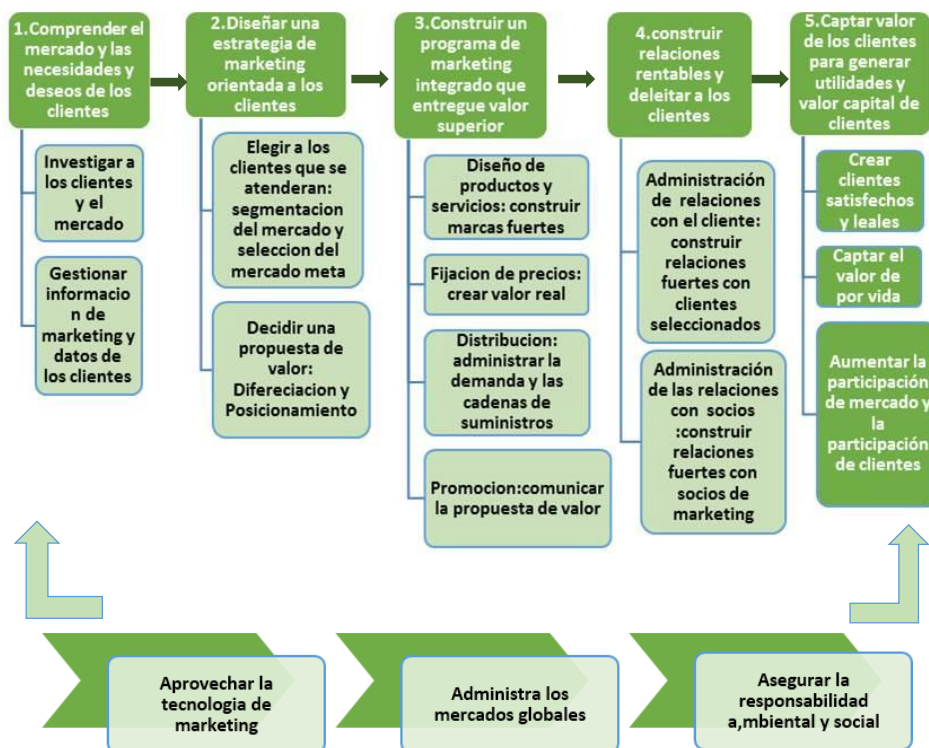 1.Comprender el
mercado y las
necesidades y
deseos de los
clientes
Investigar a
los clientes
y el
mercado
Gestionar
informacio
n de
marketing y
datos de
los clientes
2.Diseñar una
estrategia de
marketing
orientada a los
clientes
Elegir a los
clientes que se
atenderan:
segmentacion
del mercado y
seleccion del
mercado meta
Decidir una
propuesta de
valor:
Difereciacion y
Posicionamiento
3.Construir un
programa de
marketing
integrado que
entregue valor
superior
Diseño de
productos y
servicios: construir
marcas fuertes
Fijacion de precios:
crear valor real
Distribucion:
administrar la
demanda y las
cadenas de
suministros
Promocion:comunicar
la propuesta de valor
4.construir
relaciones
rentables y
deleitar a los
clientes
Administración
de relaciones
con el cliente:
construir
relaciones
fuertes con
clientes
seleccionados
Administración
de las relaciones
con socios
:construir
relaciones
fuertes con
socios de
marketing
5.Captar valor
de los clientes
para generar
utilidades y
valor capital de
clientes
Crear
clientes
satisfechos
y leales
Captar el
valor de
por vida
Aumentar la
participación
de mercado y
la
participación
de clientes
Aprovechar la
tecnologia de
marketing
Administra los
mercados globales
Asegurar la
responsabilidad
a,mbiental y social